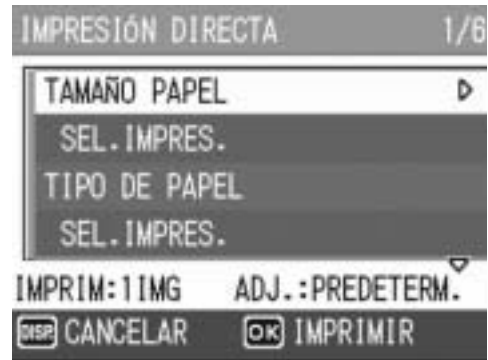 IMPRESIÓN DIRECTA 1/6
TAMAÑO PAPEL
SEL.IMPRES.
TIPO DE PAPEL
SEL.IMPRES.
IMPRIM:1IMG ADJ.:PREDETERM.
DISP. CANCELAR OK IMPRIMIR